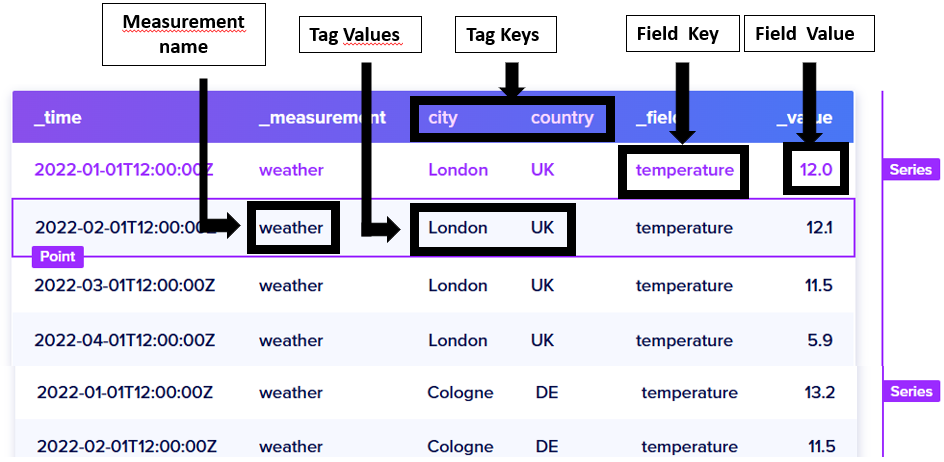 Measurement
name
Tag Values
Tag Keys
Field Key
Field Value
_time _measurement city country _field _value
2022-01-01T12:00:00Z weather London UK temperature 12.0
Series
2022-02-01T12:00:00Z weather London UK temperature 12.1
Point
2022-03-01T12:00:00Z weather London UK temperature 11.5
2022-04-01T12:00:00Z weather London UK temperature 5.9
2022-01-01T12:00:00Z weather Cologne DE temperature 13.2
Series
2022-02-01T12:00:00Z weather Cologne DE temperature 11.5